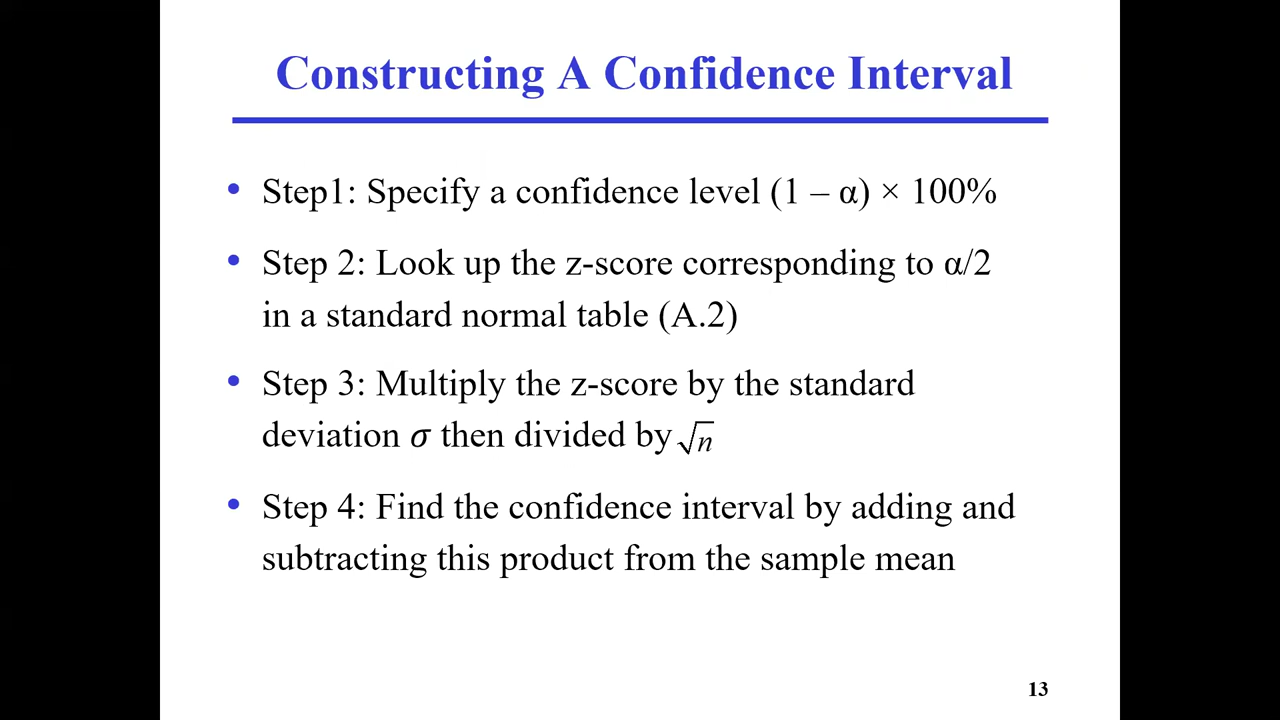 Constructing A Confidence Interval
• Step1: Specify a confidence level (1 – α) × 100%
• Step 2: Look up the z-score corresponding to α/2
in a standard normal table (A.2)
• Step 3: Multiply the z-score by the standard
deviation σ then divided by √n
• Step 4: Find the confidence interval by adding and
subtracting this product from the sample mean
13